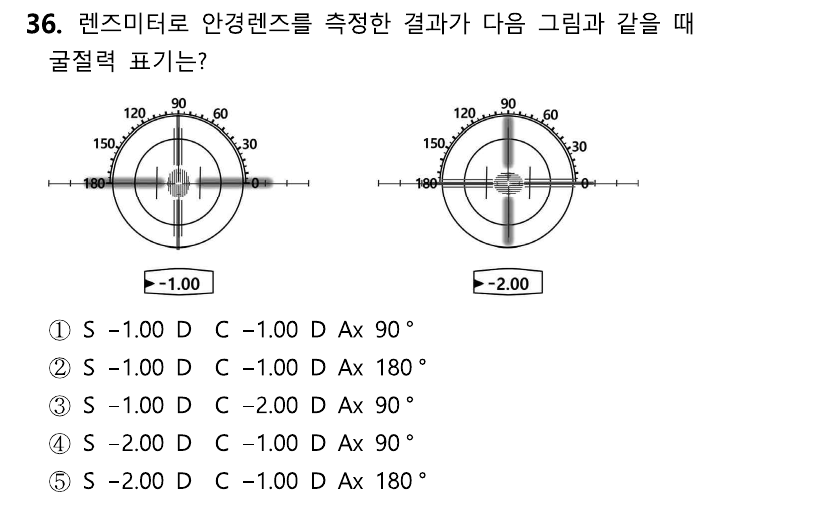 36. 렌즈미터로 안경렌즈를 측정한 결과가 다음 그림과 같을 때
굴절력 표기는?
90
120 60
150 30
180 0
▶-1.00
90
120 60
150 30
180 0
▶-2.00
① S -1.00 D C -1.00 D Ax 90°
② S -1.00 D C -1.00 D Ax 180°
③ S -1.00 D C -2.00 D Ax 90°
④ S -2.00 D C -1.00 D Ax 90°
⑤ S -2.00 D C -1.00 D Ax 180°